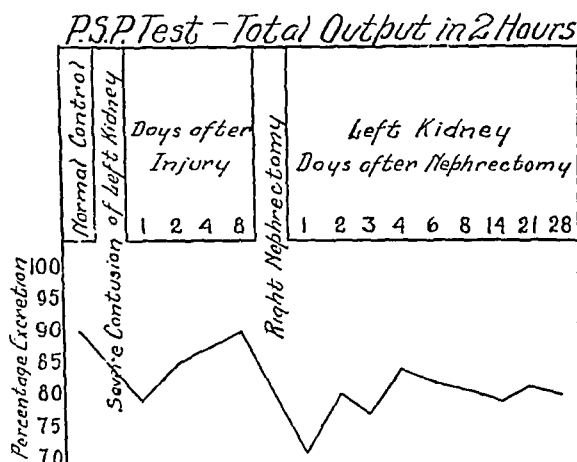 P.S.P. Test - Total Output in 2 Hours
Normal Control
Severe Contusion of Left Kidney
Days after
Injury
1 2 4 8
Right Nephrectomy
Left Kidney
Days after Nephrectomy
1 2 3 4 6 8 14 21 28
Percentage Excretion
100
95
90
85
80
75
70